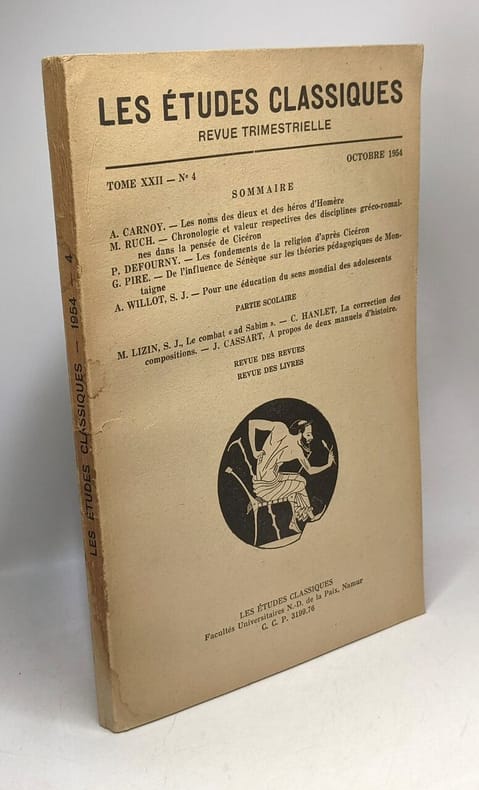 LES ÉTUDES CLASSIQUES
REVUE TRIMESTRIELLE
TOME XXII — Nº 4
OCTOBRE 1954
SOMMAIRE
A. CARNOY. — Les noms des dieux et des héros d'Homère
M. RUCH. — Chronologie et valeur respectives des disciplines gréco-romai-
nes dans la pensée de Cicéron
P. DEFOURNY. — Les fondements de la religion d'après Cicéron
G. PIRE. — De l'influence de Sénèque sur les théories pédagogiques de Mon-
taigne
A. WILLOT, S. J. — Pour une éducation du sens mondial des adolescents
PARTIE SCOLAIRE
M. LIZIN, S. J., Le combat « ad Sabim ». — C. HANLET, La correction des
compositions. — J. CASSART, A propos de deux manuels d'histoire.
REVUE DES REVUES
REVUE DES LIVRES
LES ÉTUDES CLASSIQUES
Facultés Universitaires N.-D. de la Paix, Namur
C. C. P. 3199.76
LES ÉTUDES CLASSIQUES — 1954 — 4